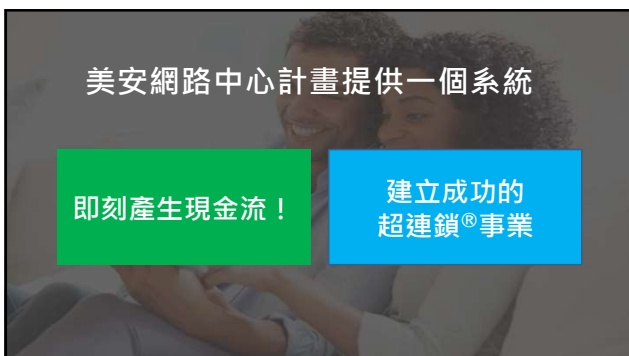 美安網路中心計畫提供一個系統
即刻產生現金流！
建立成功的
超連鎖®事業